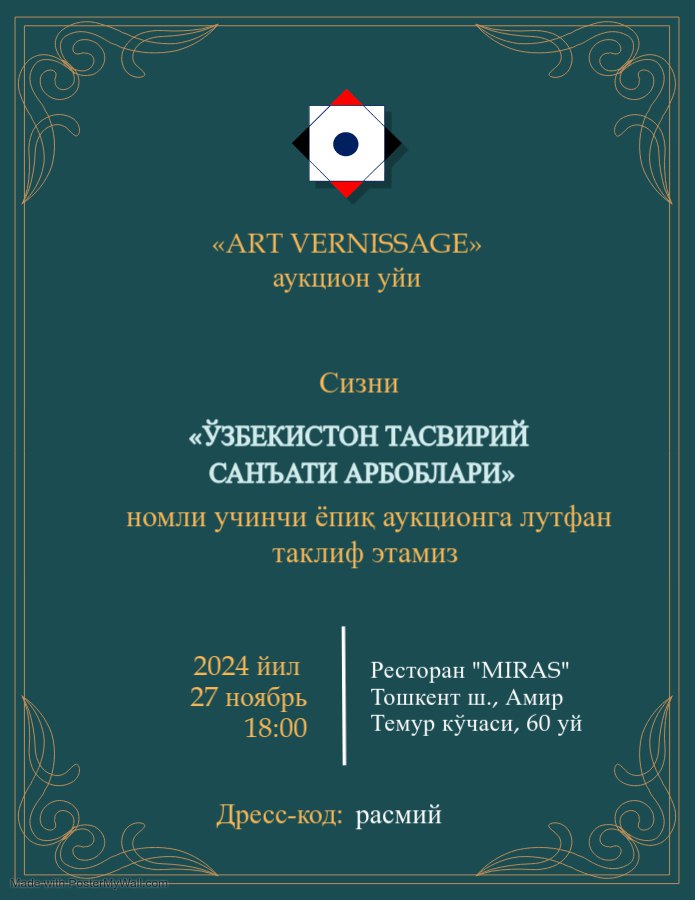 «ART VERNISSAGE»
аукцион уйи
Сизни
«ЎЗБЕКИСТОН ТАСВИРИЙ
САНЪАТИ АРБОБЛАРИ»
номли учинчи ёпиқ аукционга лутфан
таклиф этамиз
2024 йил
27 ноябрь
18:00
Ресторан "MIRAS"
Тошкент ш., Амир
Темур кўчаси, 60 уй
Дресс-код: расмий
Made with PosterMyWall.com